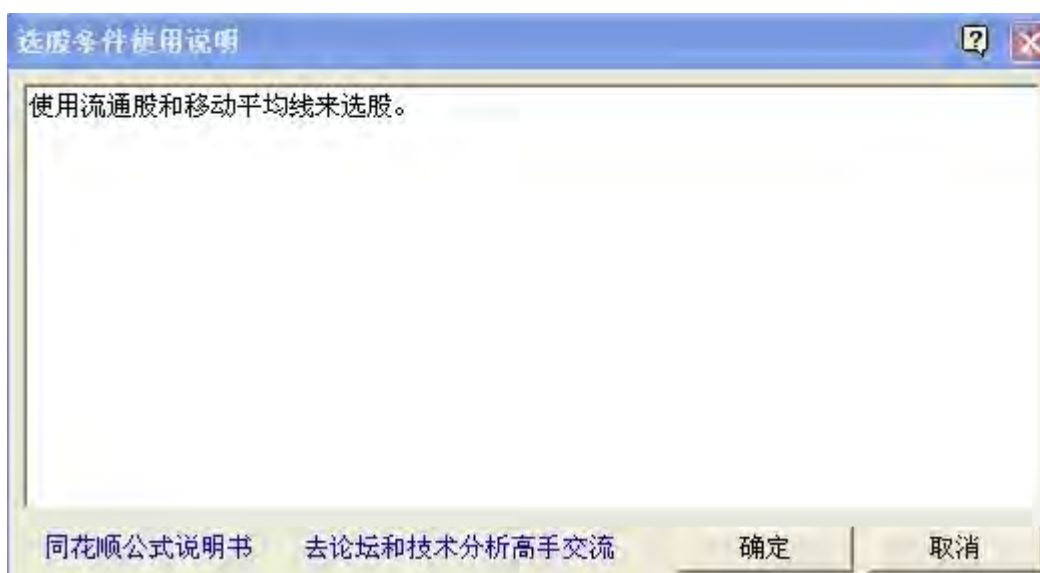 选股条件使用说明
使用流通股和移动平均线来选股。
同花顺公式说明书 去论坛和技术分析高手交流 确定 取消